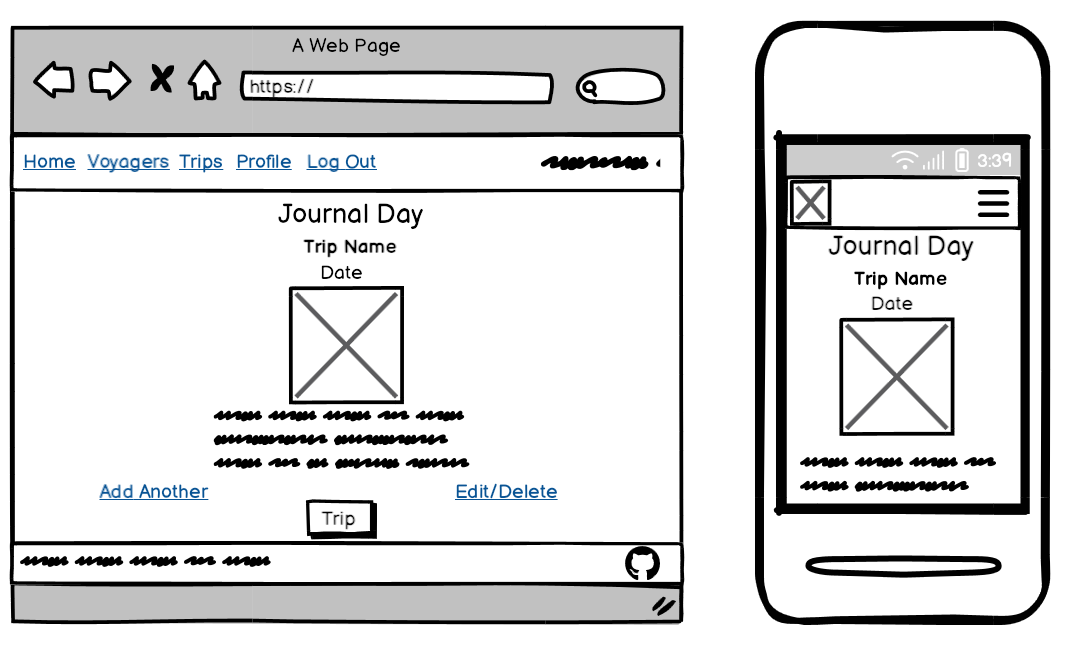 A Web Page
https://
Home Voyagers Trips Profile Log Out
Journal Day
Trip Name
Date
Add Another Edit/Delete
Trip
3:39
Journal Day
Trip Name
Date